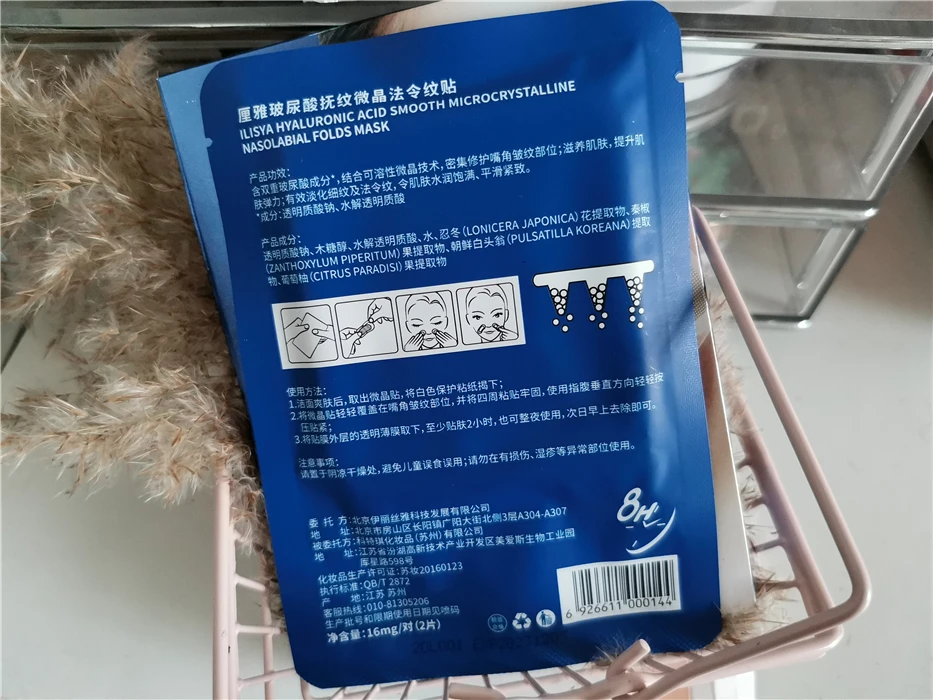 厘雅玻尿酸抚纹微晶法令纹贴
ILISYA HYALURONIC ACID SMOOTH MICROCRYSTALLINE
NASOLABIAL FOLDS MASK
产品功效：
含双重玻尿酸成分*，结合可溶性微晶技术，密集修护嘴角皱纹部位；滋养肌肤，提升肌
肤弹力；有效淡化细纹及法令纹，令肌肤水润饱满、平滑紧致。
*成分：透明质酸钠、水解透明质酸
产品成分：
透明质酸钠、木糖醇、水解透明质酸、水、忍冬（LONICERA JAPONICA）花提取物、秦椒
（ZANTHOXYLUM PIPERITUM）果提取物、朝鲜白头翁（PULSATILLA KOREANA）提取
物、葡萄柚（CITRUS PARADISI）果提取物
使用方法：
1.洁面爽肤后，取出微晶贴，将白色保护粘纸揭下；
2.将微晶贴轻轻覆盖在嘴角皱纹部位，并将四周粘贴牢固，使用指腹垂直方向轻轻按
压贴紧；
3.将贴膜外层的透明薄膜取下，至少贴肤2小时，也可整夜使用，次日早上去除即可。
注意事项：
请置于阴凉干燥处，避免儿童误食误用；请勿在有损伤、湿疹等异常部位使用。
委 托 方：北京伊丽丝雅科技发展有限公司
地 址：北京市房山区长阳镇广阳大街北侧3层A304-A307
被委托方：科特琪化妆品（苏州）有限公司
地 址：江苏省汾湖高新技术产业开发区美爱斯生物工业园
厍星路598号
化妆品生产许可证：苏妆20160123
执行标准：QB/T 2872
产 地：江苏 苏州
客服热线：010-81305206
生产批号和限期使用日期见喷码
净含量：16mg/对（2片）
8H
6 926611 000144